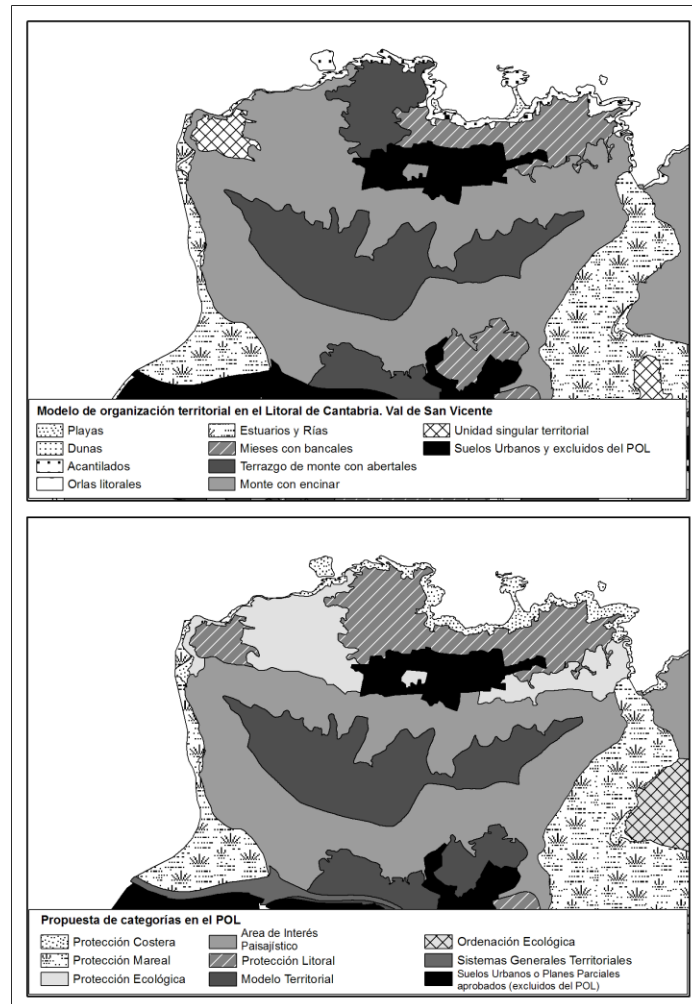 Modelo de organización territorial en el Litoral de Cantabria. Val de San Vicente
Playas
Dunas
Acantilados
Orlas litorales
Estuarios y Rías
Mieses con bancales
Terrazgo de monte con abertales
Monte con encinar
Unidad singular territorial
Suelos Urbanos y excluidos del POL
Propuesta de categorías en el POL
Protección Costera
Protección Mareal
Protección Ecológica
Area de Interés
Paisajístico
Protección Litoral
Modelo Territorial
Ordenación Ecológica
Sistemas Generales Territoriales
Suelos Urbanos o Planes Parciales
aprobados (excluidos del POL)